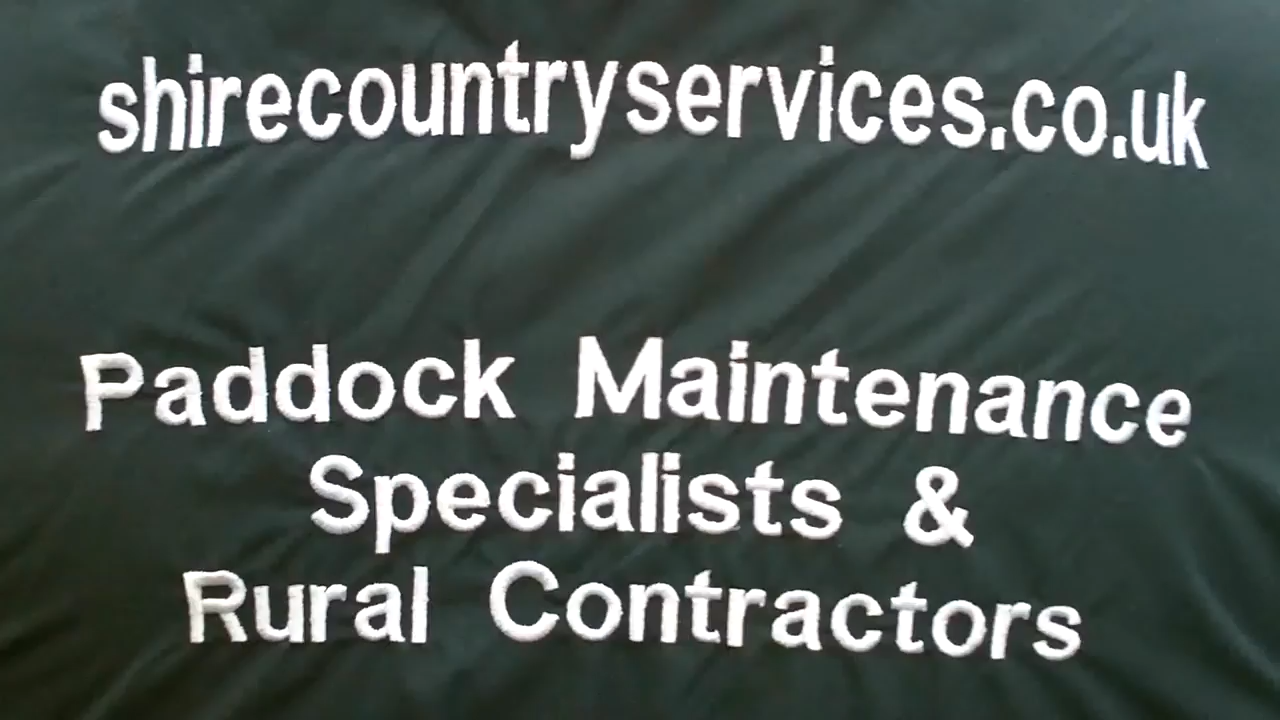 shirecountryservices.co.uk
Paddock Maintenance
Specialists &
Rural Contractors